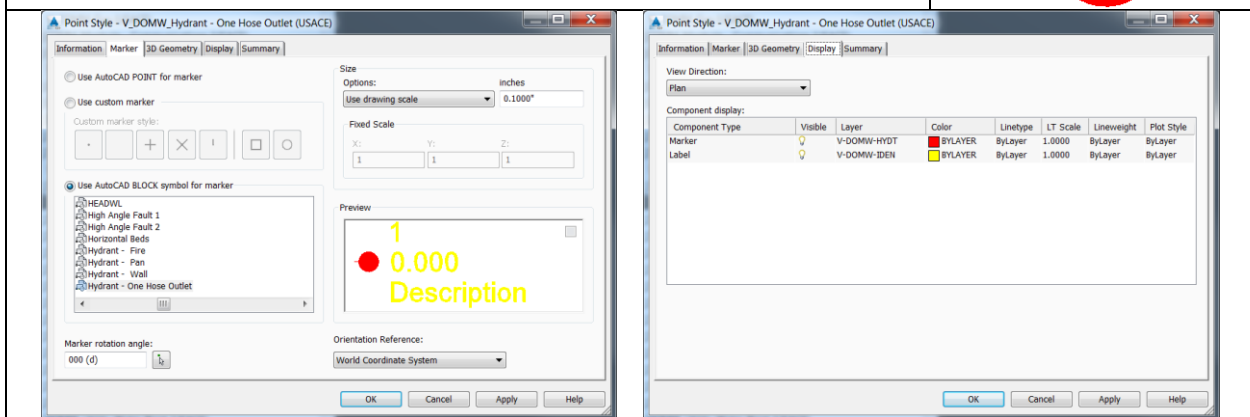 Point Style - V_DOMW_Hydrant - One Hose Outlet (USACE)
Information Marker 3D Geometry Display Summary
Use AutoCAD POINT for marker
Use custom marker
Custom marker style:
Use AutoCAD BLOCK symbol for marker
HEADWL
High Angle Fault 1
High Angle Fault 2
Horizontal Beds
Hydrant - Fire
Hydrant - Pan
Hydrant - Wall
Hydrant - One Hose Outlet
Marker rotation angle:
000 (d)
Size
Options: inches
Use drawing scale 0.1000"
Fixed Scale
X: Y: Z:
1 1 1
Preview
1
0.000
Description
Orientation Reference:
World Coordinate System
OK Cancel Apply Help
Point Style - V_DOMW_Hydrant - One Hose Outlet (USACE)
Information Marker 3D Geometry Display Summary
View Direction:
Plan
Component display:
Component Type Visible Layer Color Linetype LT Scale Lineweight Plot Style
Marker V-DOMW-HYDT BYLAYER ByLayer 1.0000 ByLayer ByLayer
Label V-DOMW-IDEN BYLAYER ByLayer 1.0000 ByLayer ByLayer
OK Cancel Apply Help